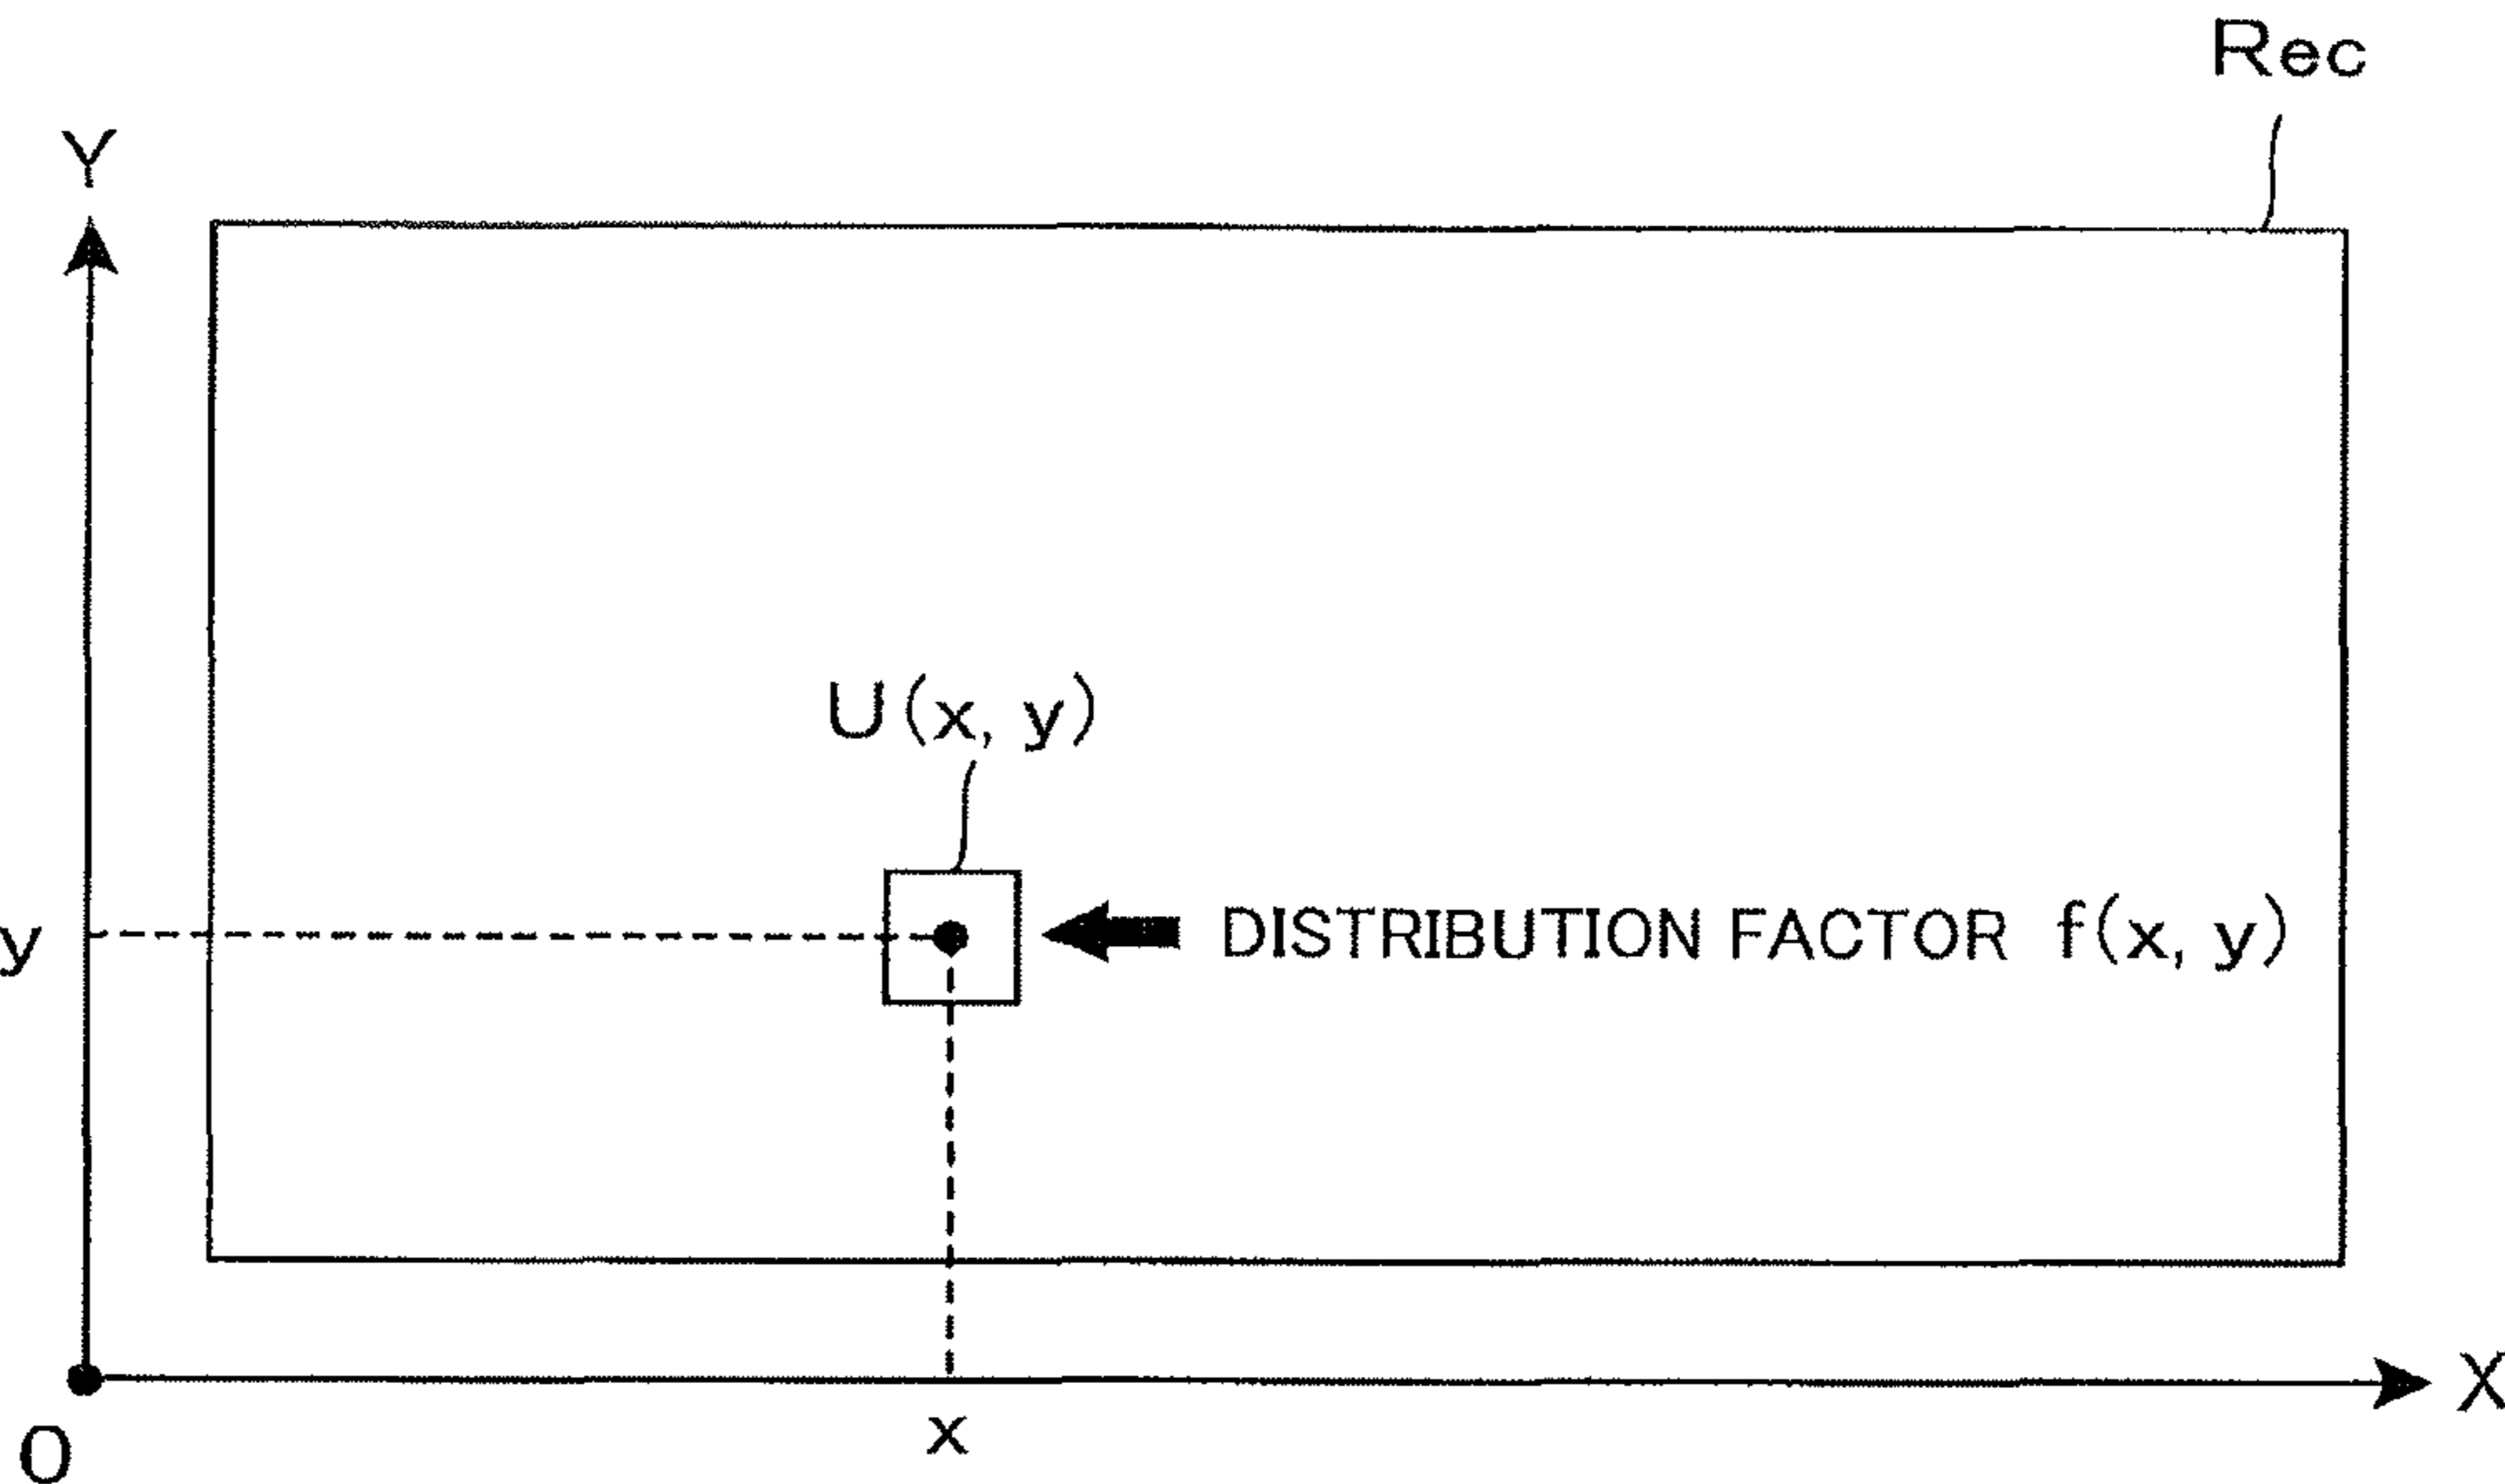 Rec
Y
U(x, y)
y
DISTRIBUTION FACTOR f(x, y)
X
x
O